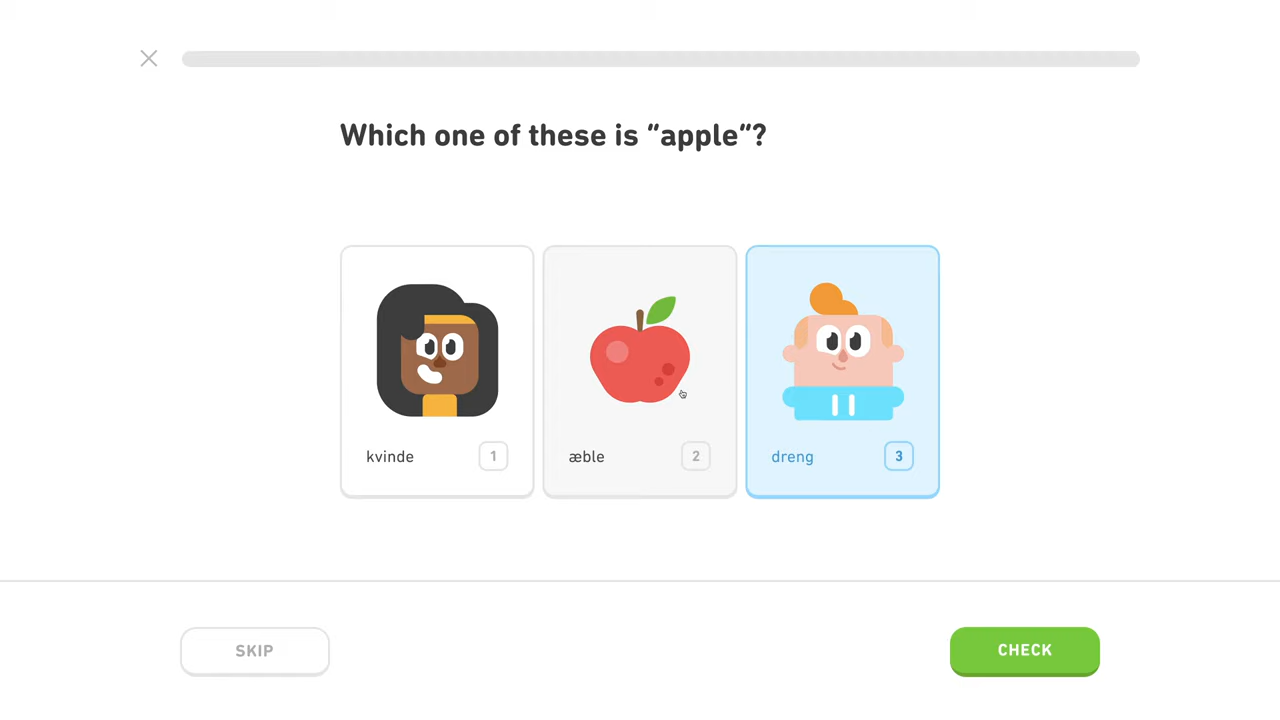 Which one of these is “apple“?
kvinde 1
æble 2
dreng 3
SKIP
CHECK